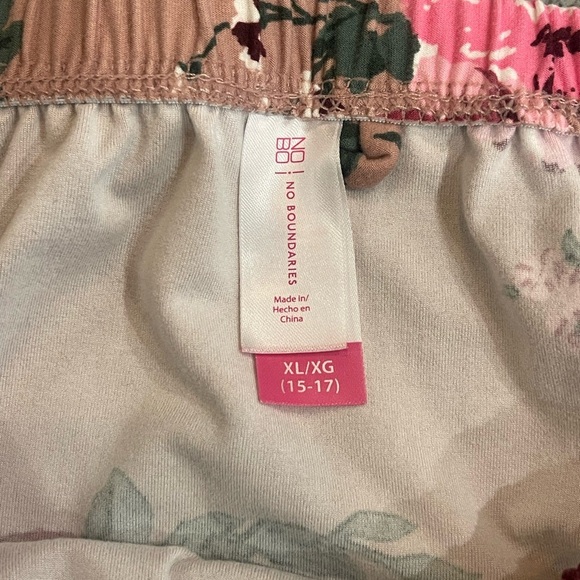 NO!
BO!
NO BOUNDARIES
Made in/
Hecho en
China
XL/XG
(15-17)